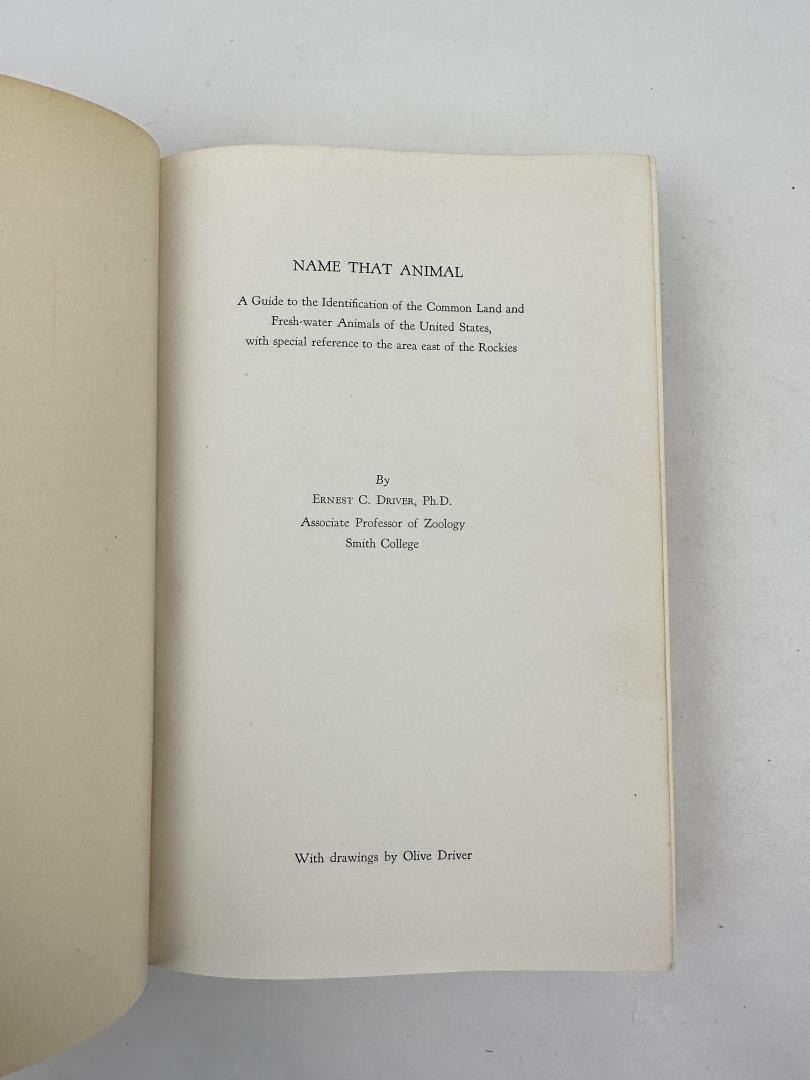 NAME THAT ANIMAL
A Guide to the Identification of the Common Land and
Fresh-water Animals of the United States,
with special reference to the area east of the Rockies
By
ERNEST C. DRIVER, Ph.D.
Associate Professor of Zoology
Smith College
With drawings by Olive Driver